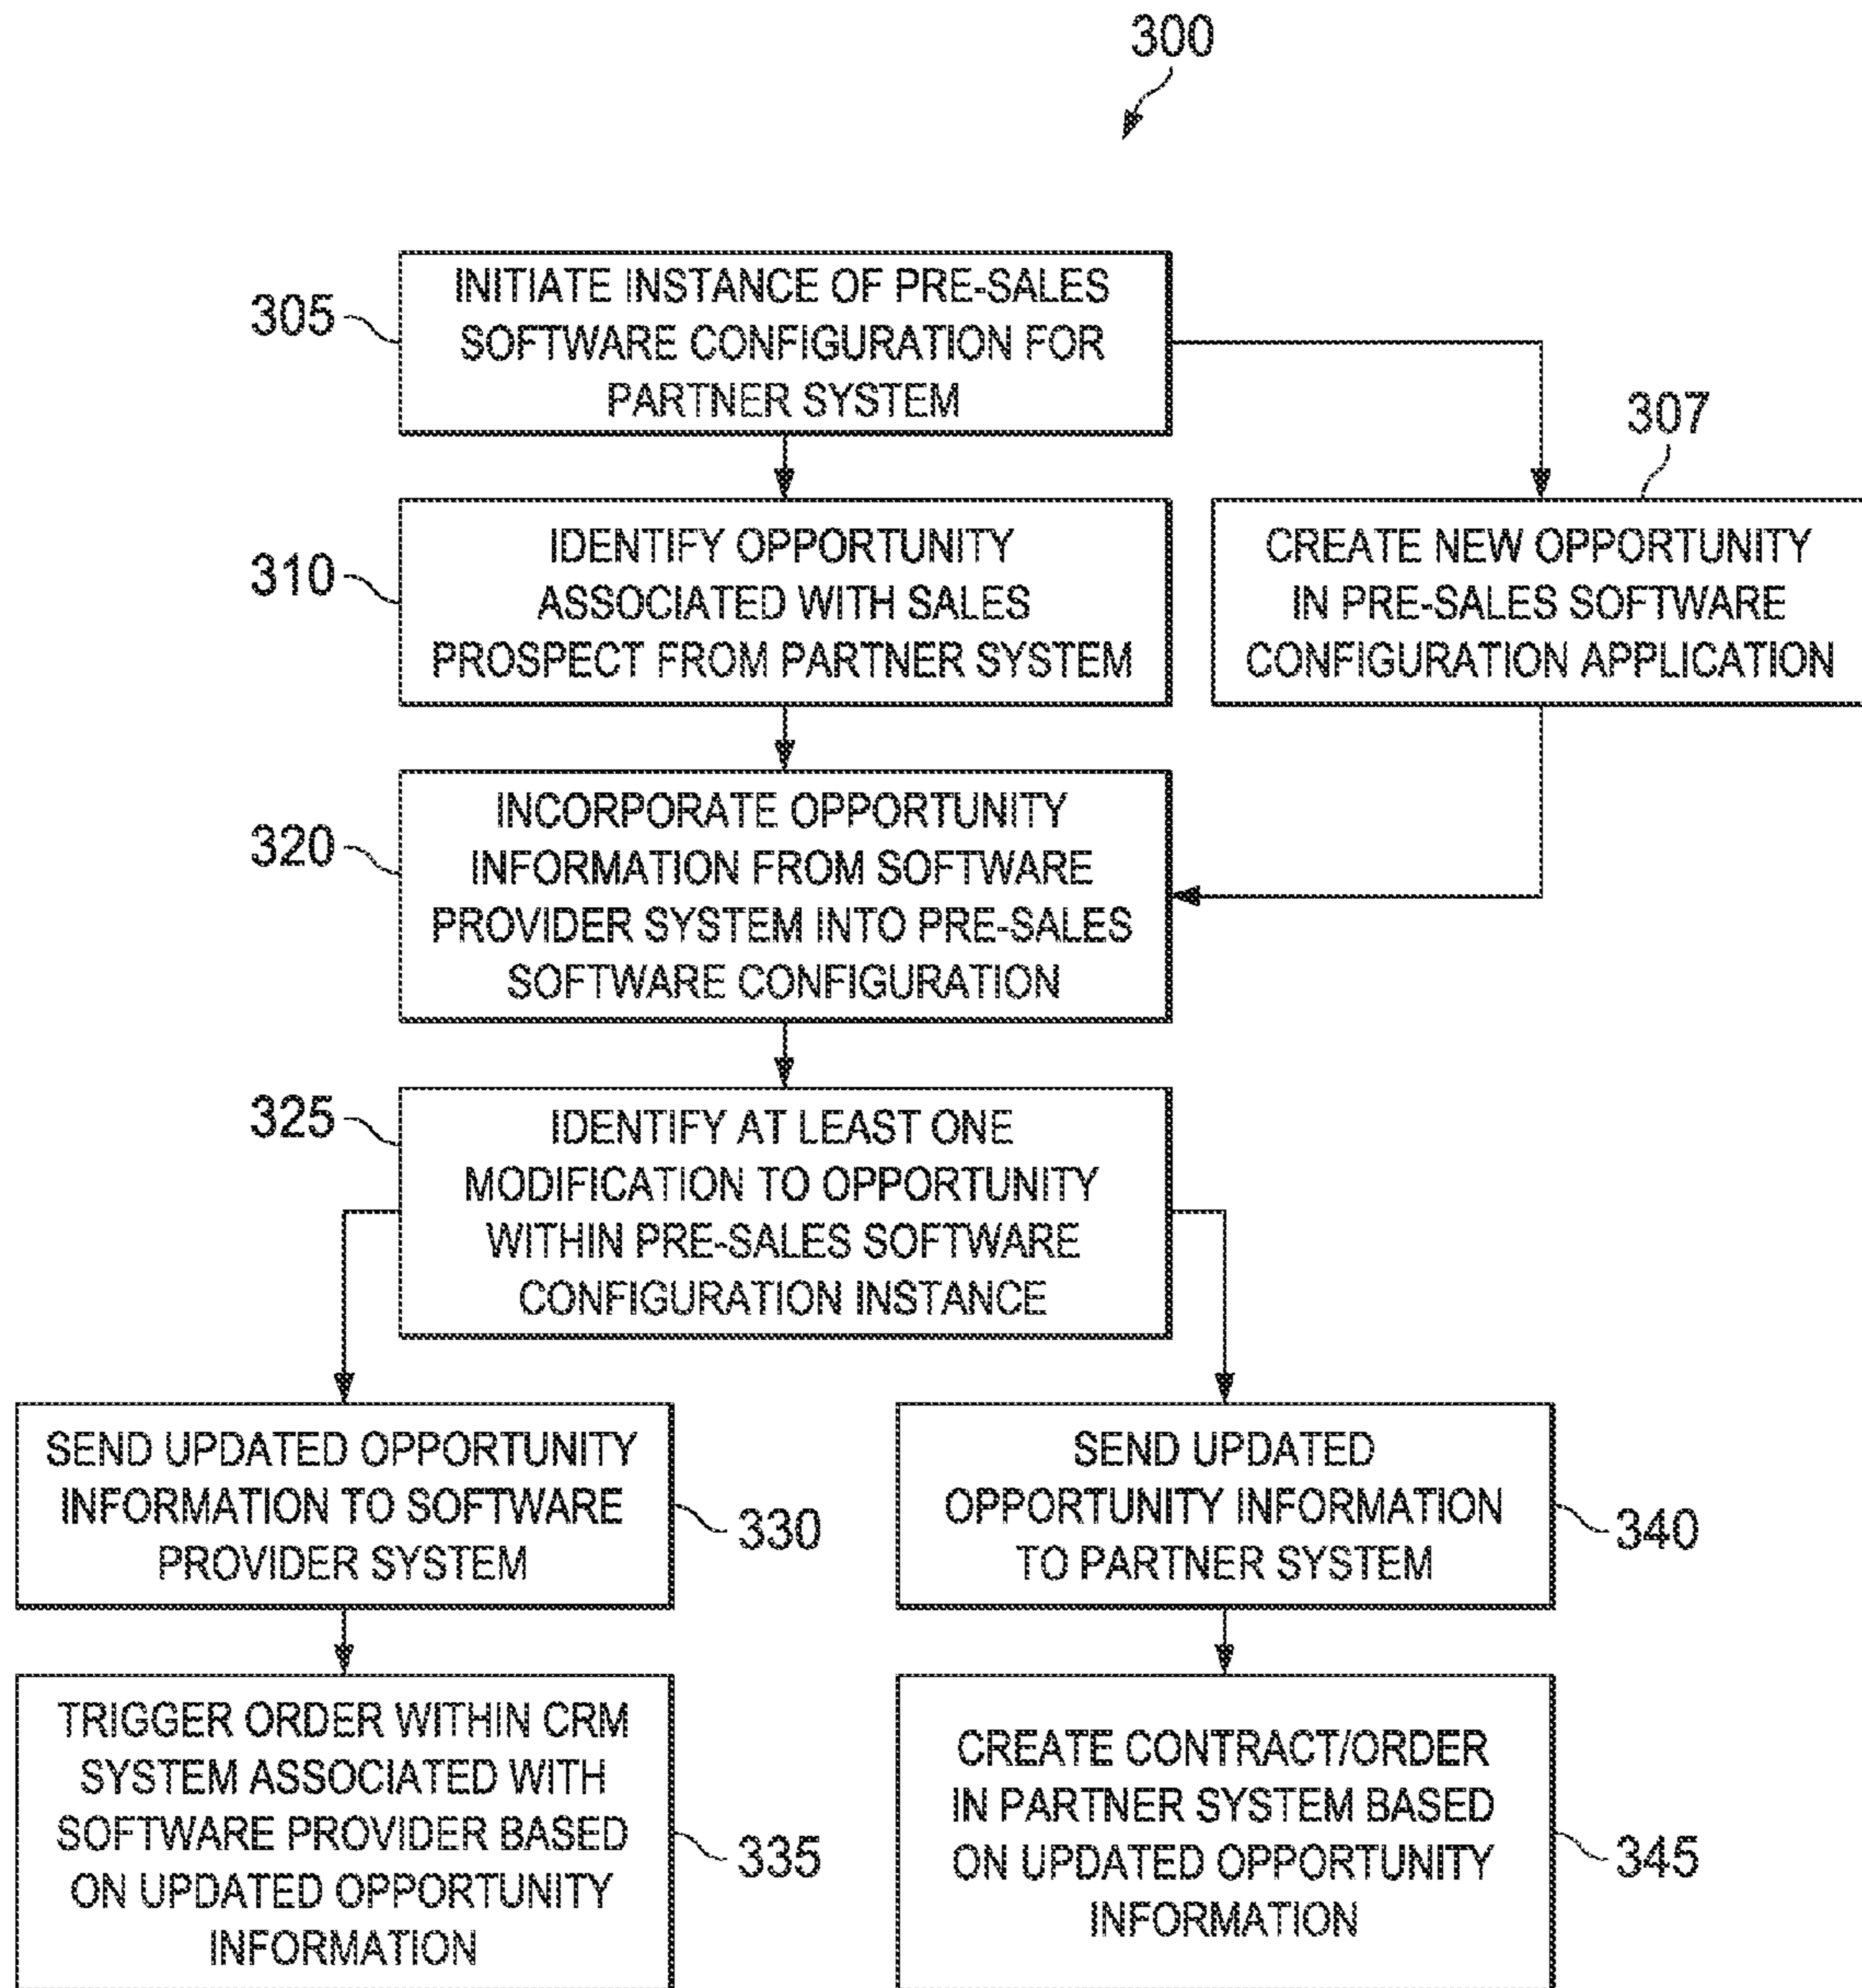 300
305
INITIATE INSTANCE OF PRE-SALES
SOFTWARE CONFIGURATION FOR
PARTNER SYSTEM
307
310
IDENTIFY OPPORTUNITY
ASSOCIATED WITH SALES
PROSPECT FROM PARTNER SYSTEM
CREATE NEW OPPORTUNITY
IN PRE-SALES SOFTWARE
CONFIGURATION APPLICATION
320
INCORPORATE OPPORTUNITY
INFORMATION FROM SOFTWARE
PROVIDER SYSTEM INTO PRE-SALES
SOFTWARE CONFIGURATION
325
IDENTIFY AT LEAST ONE
MODIFICATION TO OPPORTUNITY
WITHIN PRE-SALES SOFTWARE
CONFIGURATION INSTANCE
SEND UPDATED OPPORTUNITY
INFORMATION TO SOFTWARE
PROVIDER SYSTEM
330
SEND UPDATED
OPPORTUNITY INFORMATION
TO PARTNER SYSTEM
340
TRIGGER ORDER WITHIN CRM
SYSTEM ASSOCIATED WITH
SOFTWARE PROVIDER BASED
ON UPDATED OPPORTUNITY
INFORMATION
335
CREATE CONTRACT/ORDER
IN PARTNER SYSTEM BASED
ON UPDATED OPPORTUNITY
INFORMATION
345